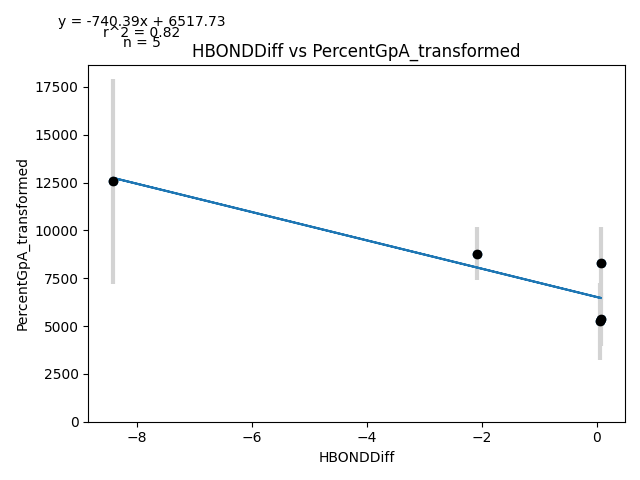 y = -740.39x + 6517.73
r^2 = 0.82
n = 5
HBONDDiff vs PercentGpA_transformed
17500
15000
12500
10000
7500
5000
2500
0
PercentGpA_transformed
−8
−6
−4
−2
0
HBONDDiff